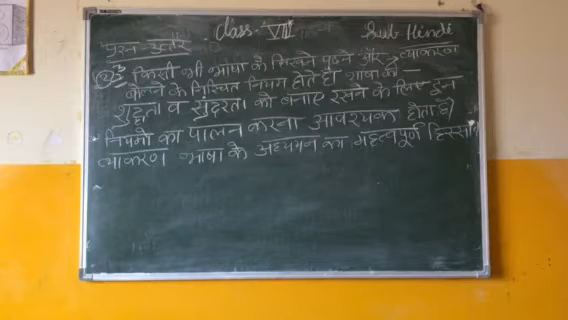 Class - VII Sub Hindi
प्रश्न - उत्तर व्याकरण
किसी भी भाषा के लिखने पढ़ने और
बोलने के निश्चित नियम होते हैं। भाषा की —
शुद्धता व सुंदरता को बनाए रखने के लिए इन
नियमों का पालन करना आवश्यक होता है।
व्याकरण भाषा के अध्ययन का महत्वपूर्ण हिस्सा